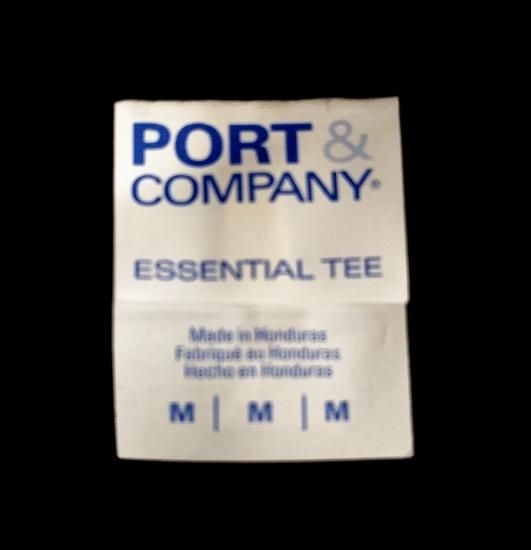 PORT &
COMPANY®
ESSENTIAL TEE
Made in Honduras
Fabriqué au Honduras
Hecho en Honduras
M | M | M